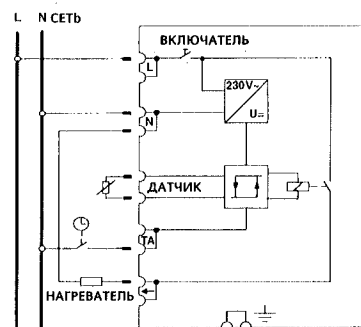 L N СЕТЬ
ВКЛЮЧАТЕЛЬ
L
230V~
U=
N
ДАТЧИК
TA
НАГРЕВАТЕЛЬ